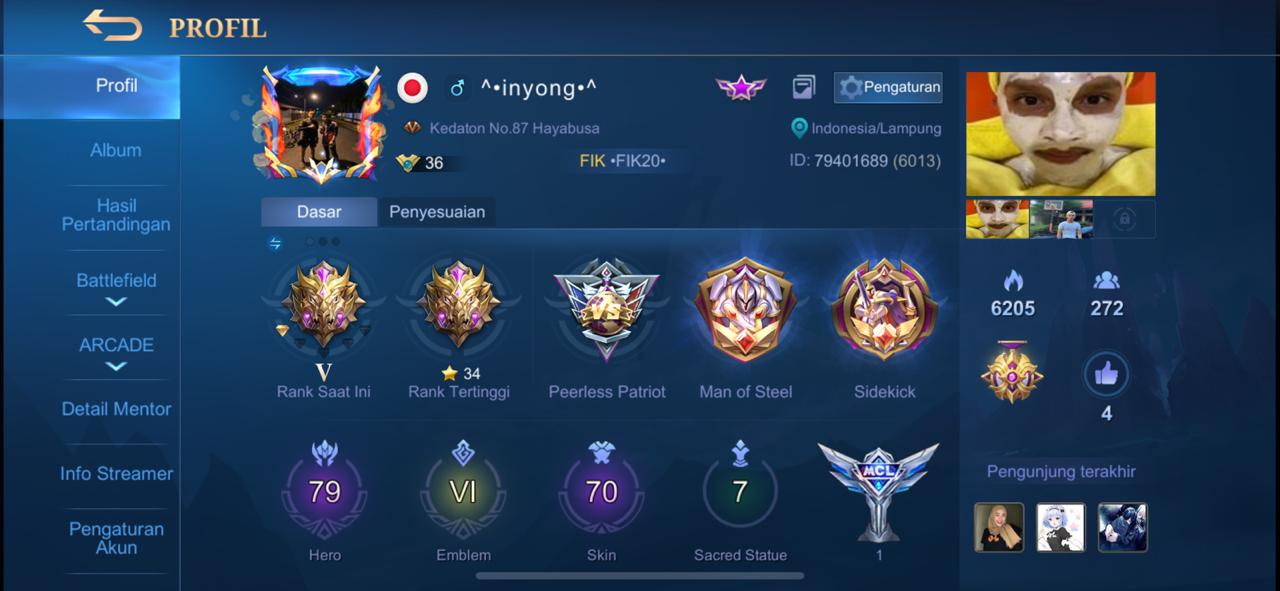 PROFIL
Profil
Album
Hasil
Pertandingan
Battlefield
ARCADE
Detail Mentor
Info Streamer
Pengaturan
Akun
^•inyong•^
Pengaturan
Kedaton No.87 Hayabusa
Indonesia/Lampung
36
FIK •FIK20•
ID: 79401689 (6013)
Dasar
Penyesuaian
V
34
VS
Rank Saat Ini
Rank Tertinggi
Peerless Patriot
Man of Steel
Sidekick
79
VI
70
7
MCL
Hero
Emblem
Skin
Sacred Statue
1
6205
272
4
Pengunjung terakhir